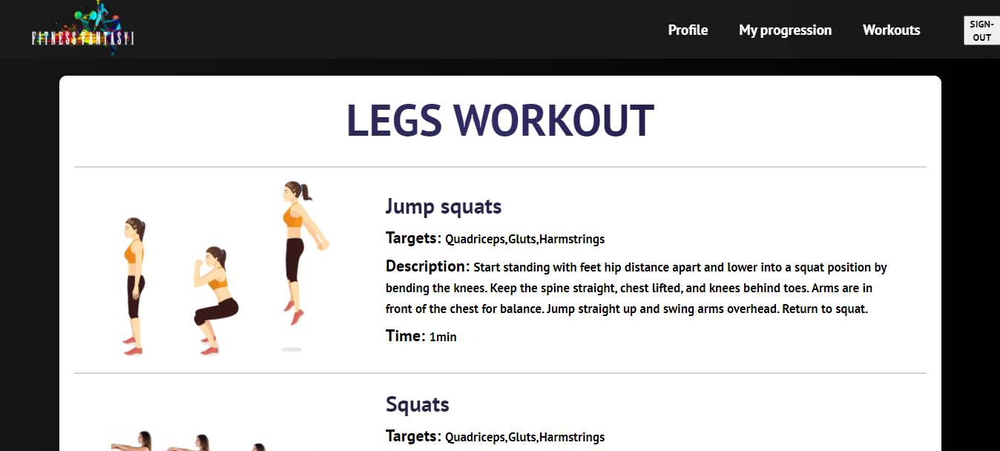 FITNESS FANTASY
Profile
My progression
Workouts
SIGN-
OUT
LEGS WORKOUT
Jump squats
Targets: Quadriceps,Gluts,Harmstrings
Description: Start standing with feet hip distance apart and lower into a squat position by
bending the knees. Keep the spine straight, chest lifted, and knees behind toes. Arms are in
front of the chest for balance. Jump straight up and swing arms overhead. Return to squat.
Time: 1min
Squats
Targets: Quadriceps,Gluts,Harmstrings